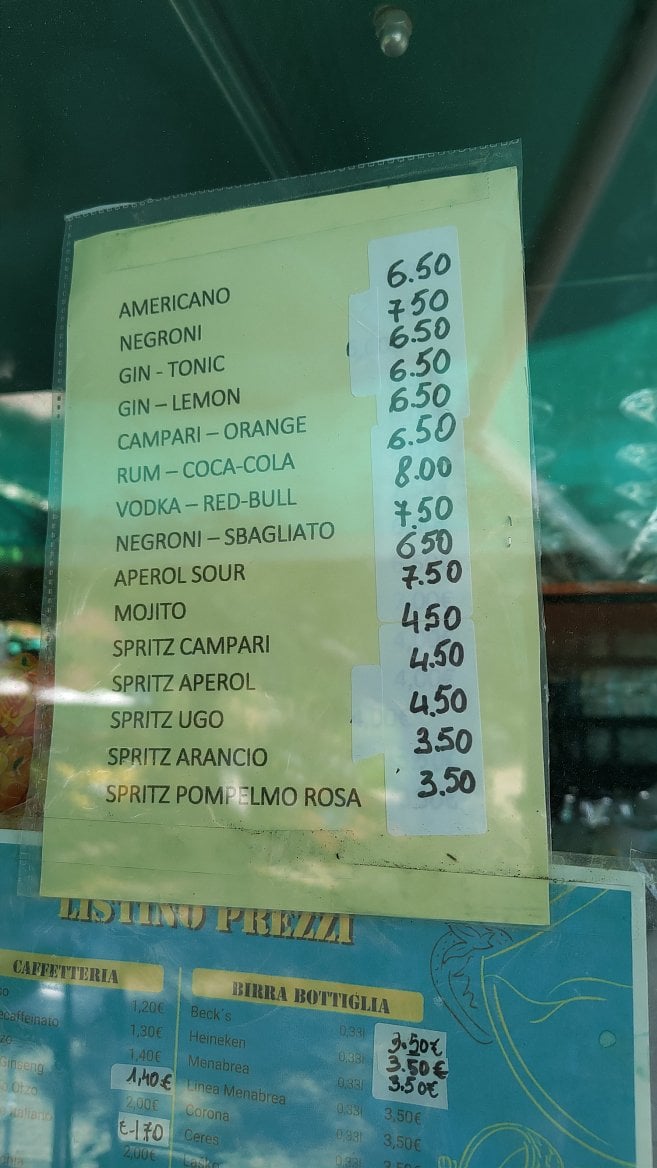 AMERICANO 6.50
NEGRONI 7.50
GIN - TONIC 6.50
GIN – LEMON 6.50
CAMPARI – ORANGE 6.50
RUM – COCA-COLA 6.50
VODKA – RED-BULL 8.00
NEGRONI – SBAGLIATO 7.50
APEROL SOUR 6.50
MOJITO 7.50
SPRITZ CAMPARI 4.50
SPRITZ APEROL 4.50
SPRITZ UGO 4.50
SPRITZ ARANCIO 3.50
SPRITZ POMPELMO ROSA 3.50
LISTINO PREZZI
CAFFETTERIA
1,20€
1,30€
Ginseng 1,40€
1,40€
2,00€
€1,70
2,00€
BIRRA BOTTIGLIA
Beck´s 0,33l 3.50€
Heineken 0,33l 3.50€
Menabrea 0,33l 3.50€
Linea Menabrea
Corona 0,33l 3,50€
Ceres 0,33l 3,50€